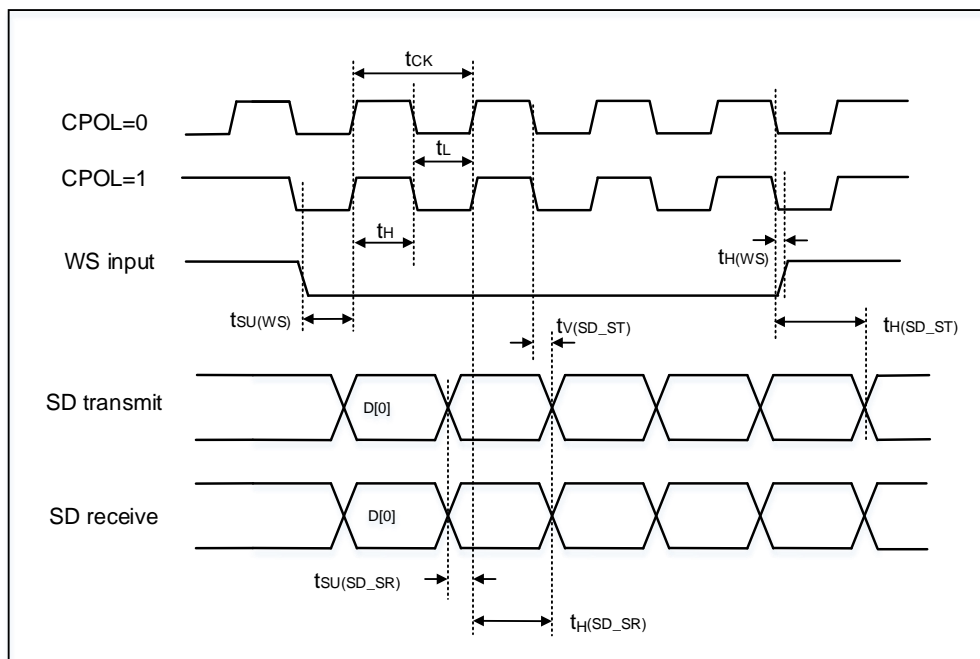 tCK
CPOL=0
tL
CPOL=1
tH
tH(WS)
WS input
tSU(WS)
tV(SD_ST)
tH(SD_ST)
SD transmit
D[0]
SD receive
D[0]
tSU(SD_SR)
tH(SD_SR)